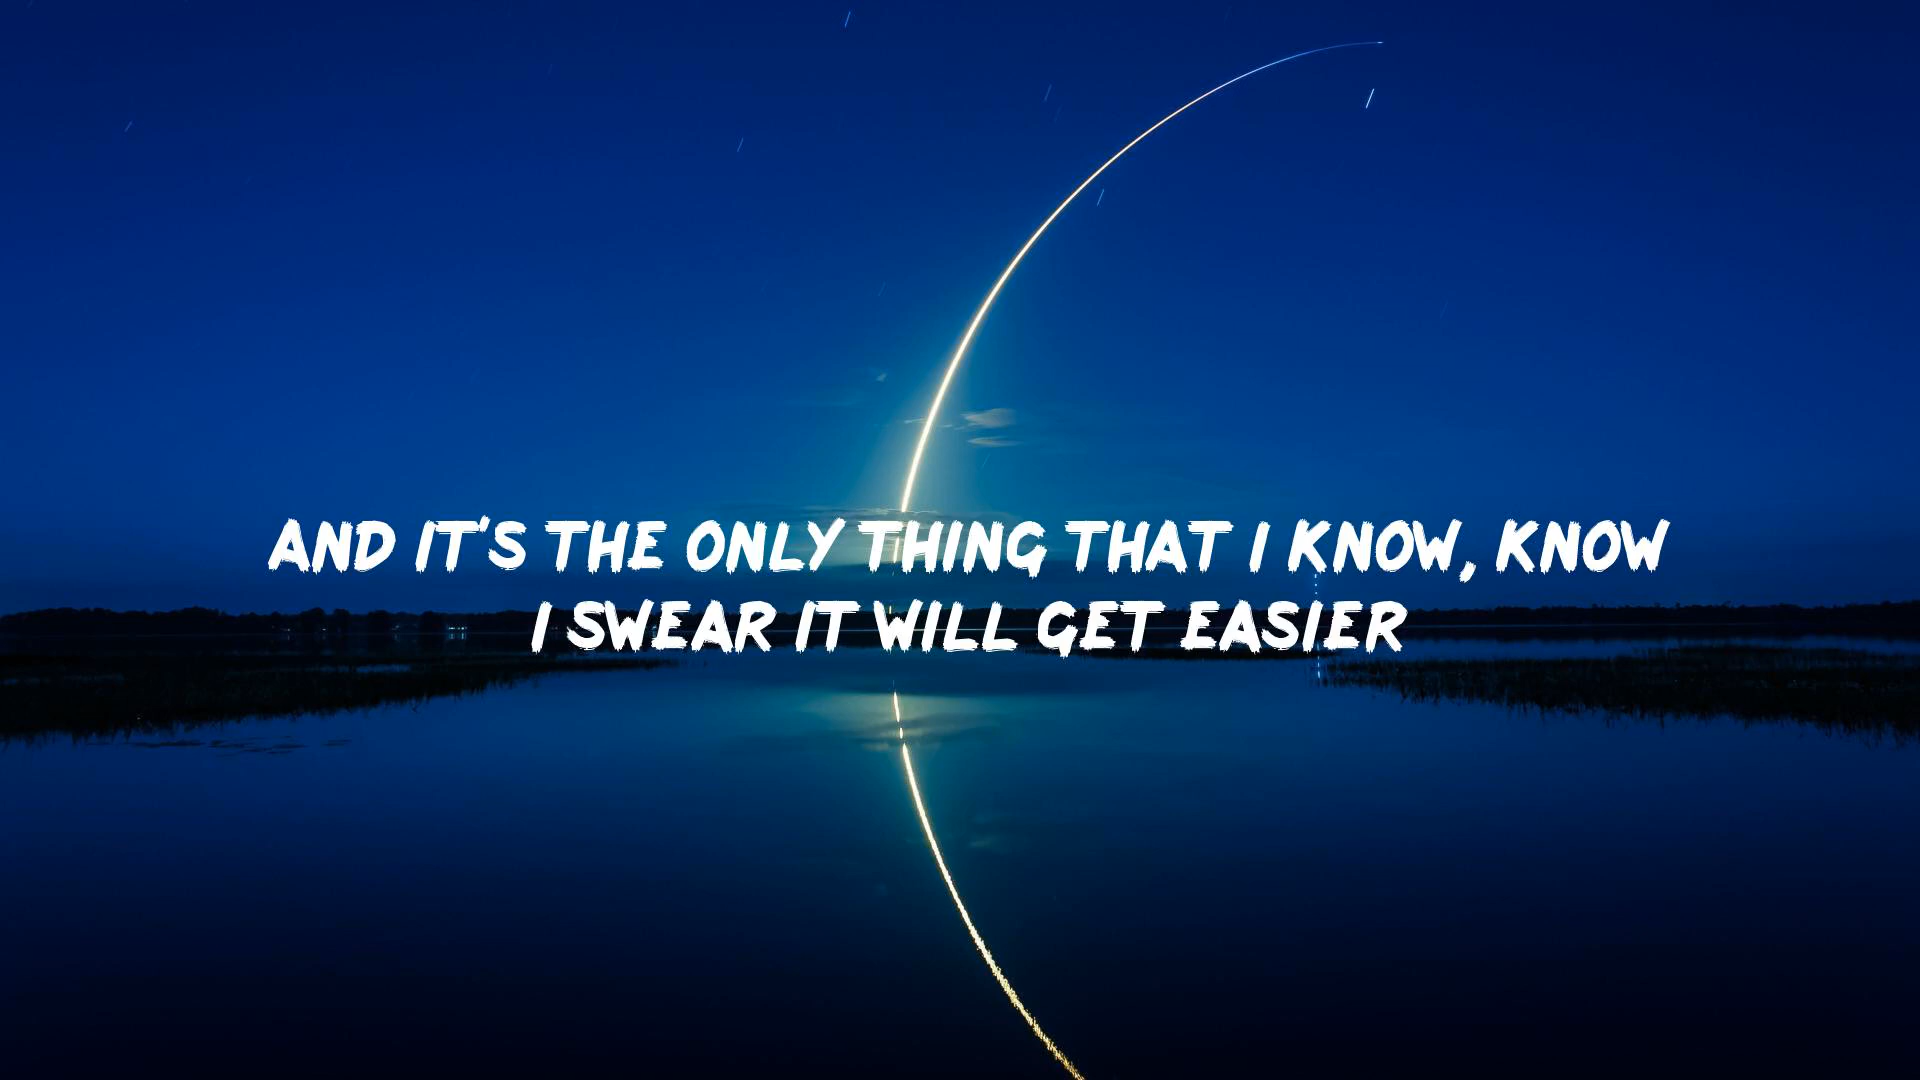 AND IT'S THE ONLY THING THAT I KNOW, KNOW
I SWEAR IT WILL GET EASIER